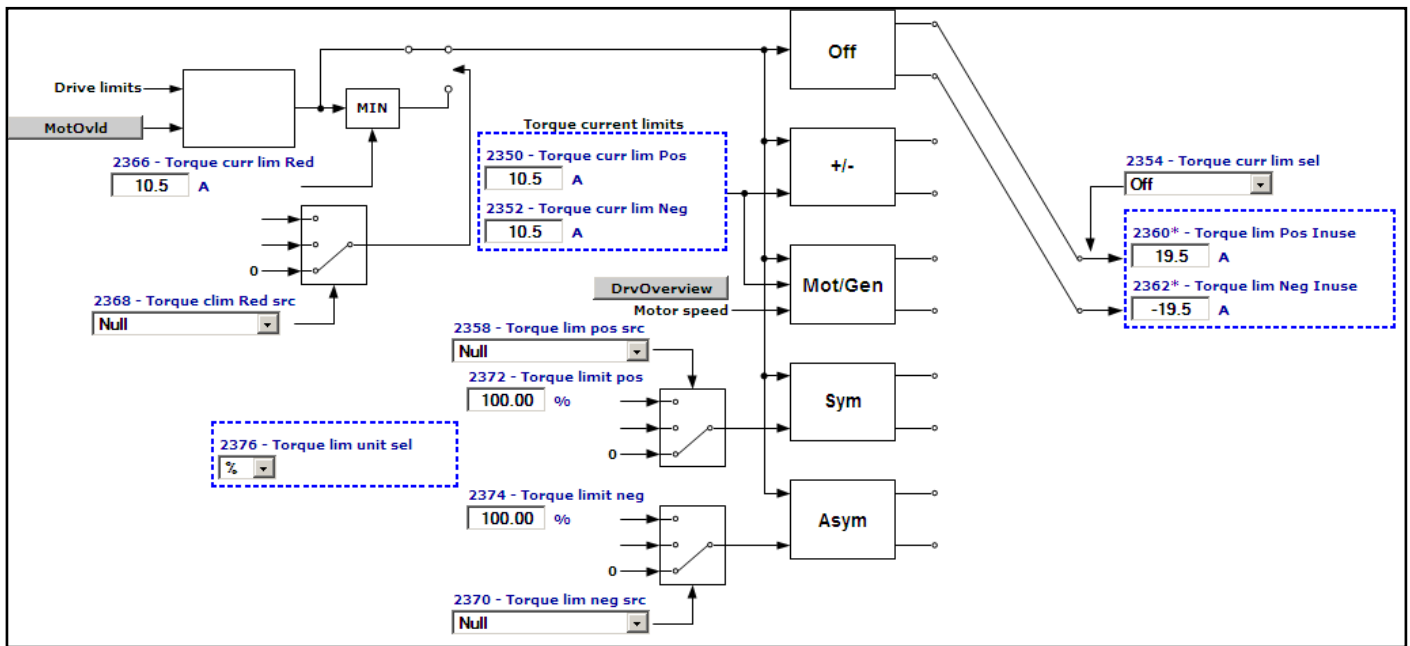 Off
Drive limits
MotOvld
MIN
Torque current limits
2366 - Torque curr lim Red
10.5 A
2350 - Torque curr lim Pos
10.5 A
2352 - Torque curr lim Neg
10.5 A
+/-
2354 - Torque curr lim sel
Off
2360* - Torque lim Pos Inuse
19.5 A
2362* - Torque lim Neg Inuse
-19.5 A
0
2368 - Torque clim Red src
Null
DrvOverview
Motor speed
Mot/Gen
2358 - Torque lim pos src
Null
2372 - Torque limit pos
100.00 %
0
Sym
2376 - Torque lim unit sel
%
2374 - Torque limit neg
100.00 %
0
Asym
2370 - Torque lim neg src
Null